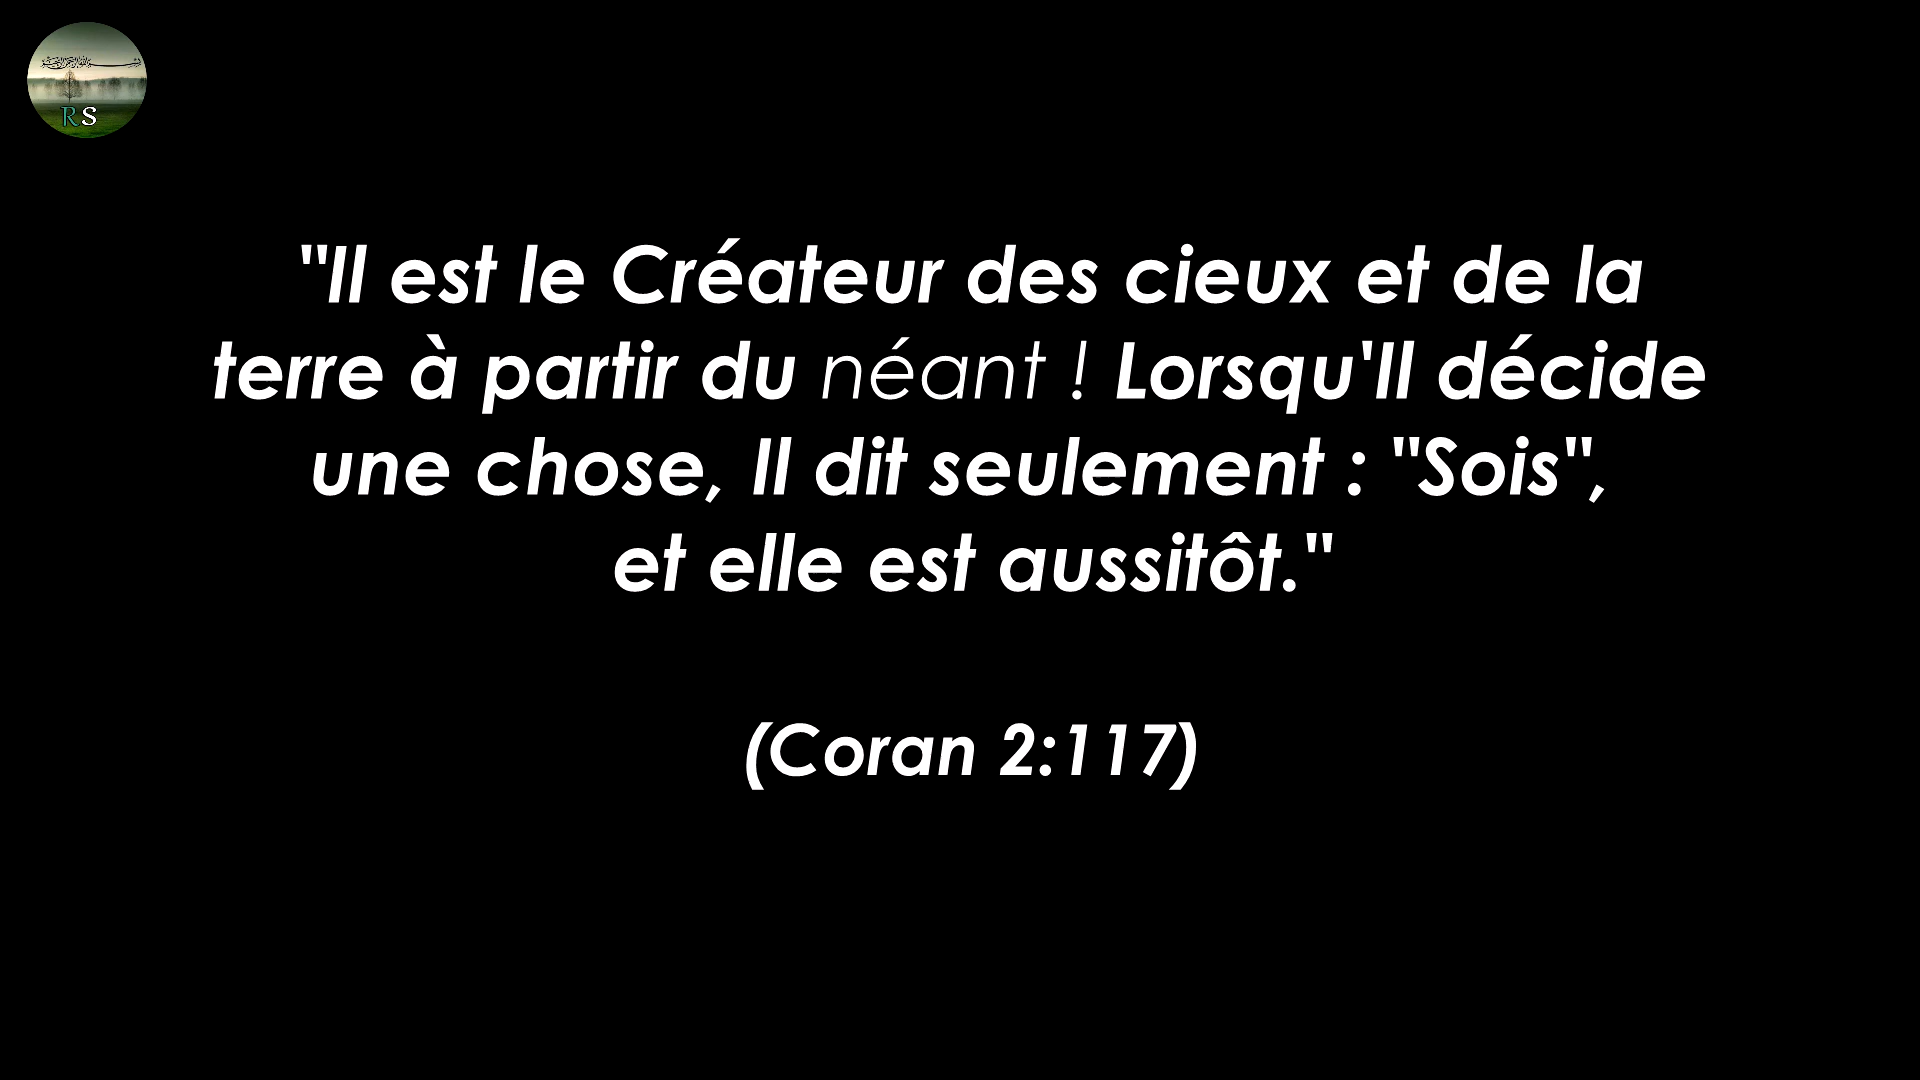 RS
"Il est le Créateur des cieux et de la
terre à partir du néant ! Lorsqu'Il décide
une chose, Il dit seulement : "Sois",
et elle est aussitôt."
(Coran 2:117)